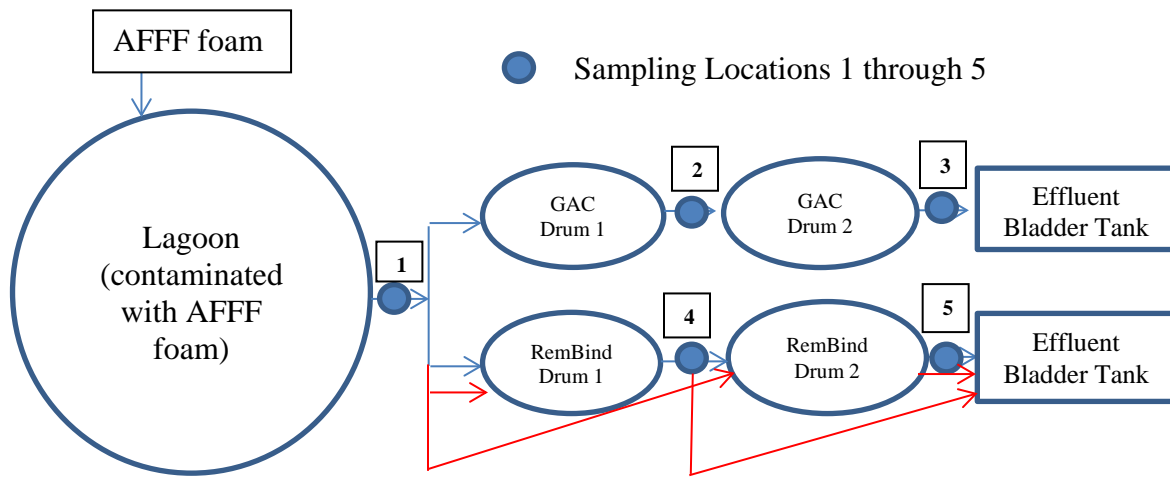 AFFF foam
Sampling Locations 1 through 5
Lagoon
(contaminated
with AFFF
foam)
1
GAC
Drum 1
2
GAC
Drum 2
3
Effluent
Bladder Tank
RemBind
Drum 1
4
RemBind
Drum 2
5
Effluent
Bladder Tank